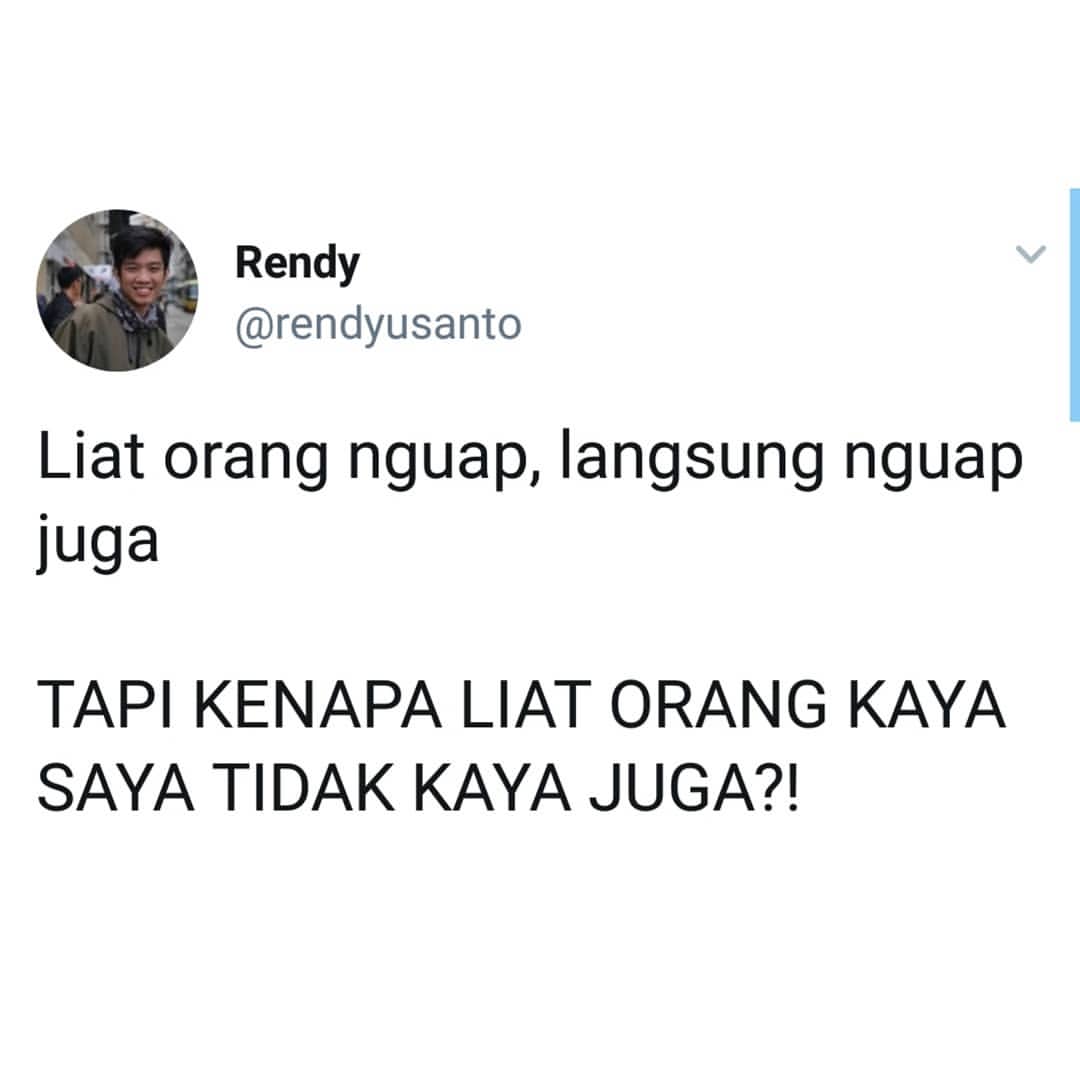 Rendy
@rendyusanto
Liat orang nguap, langsung nguap
juga
TAPI KENAPA LIAT ORANG KAYA
SAYA TIDAK KAYA JUGA?!